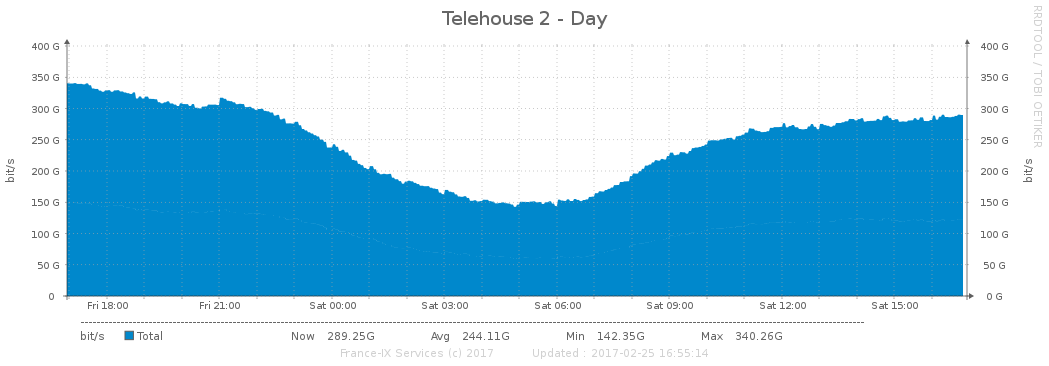 Telehouse 2 - Day
RRDTOOL / TOBI OETIKER
400 G 400 G
350 G 350 G
300 G 300 G
250 G 250 G
200 G 200 G
150 G 150 G
100 G 100 G
50 G 50 G
0 0 G
bit/s bit/s
Fri 18:00 Fri 21:00 Sat 00:00 Sat 03:00 Sat 06:00 Sat 09:00 Sat 12:00 Sat 15:00
bit/s Total Now 289.25G Avg 244.11G Min 142.35G Max 340.26G
France-IX Services (c) 2017 Updated : 2017-02-25 16:55:14